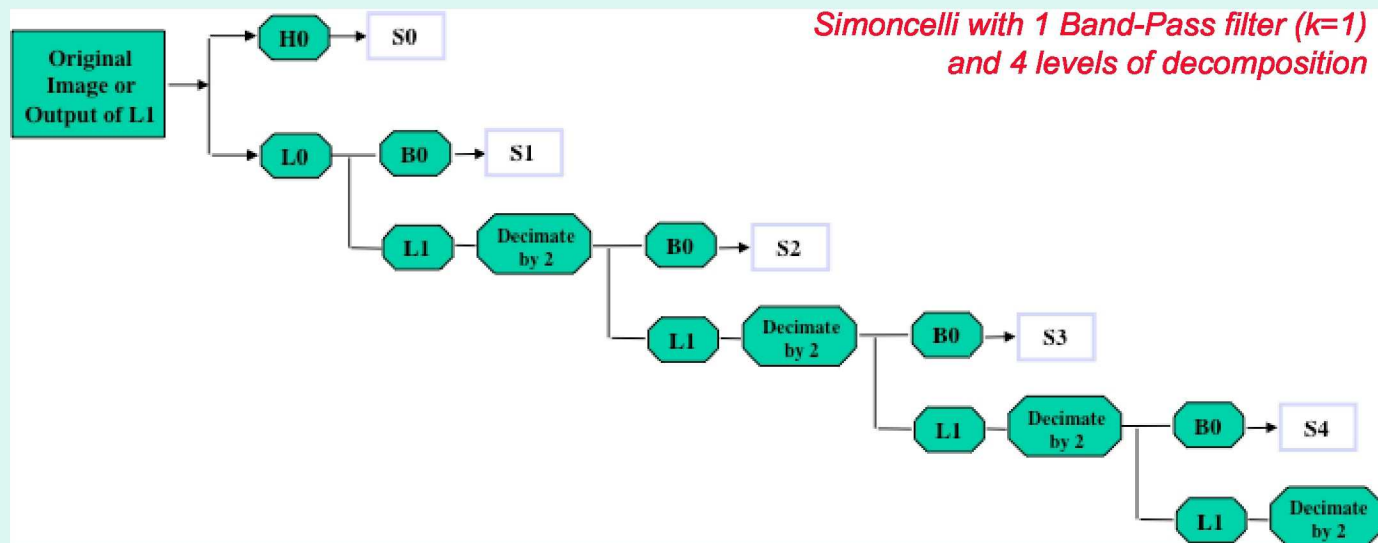 Simoncelli with 1 Band-Pass filter (k=1)
and 4 levels of decomposition
Original
Image or
Output of L1
H0
S0
L0
B0
S1
L1
Decimate
by 2
B0
S2
L1
Decimate
by 2
B0
S3
L1
Decimate
by 2
B0
S4
L1
Decimate
by 2